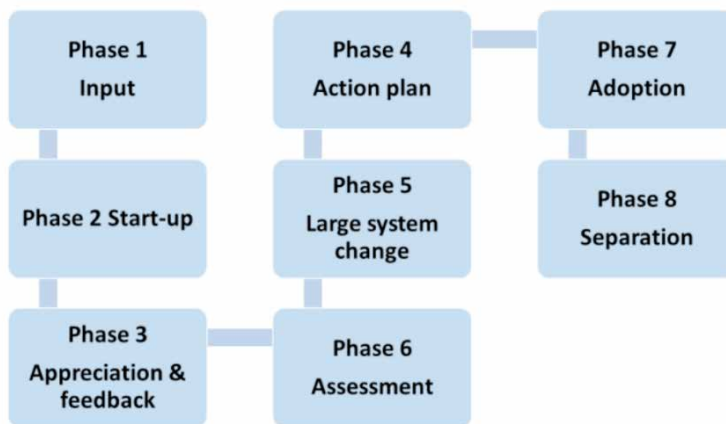 Phase 1
Input
Phase 2 Start-up
Phase 3
Appreciation &
feedback
Phase 4
Action plan
Phase 5
Large system
change
Phase 6
Assessment
Phase 7
Adoption
Phase 8
Separation